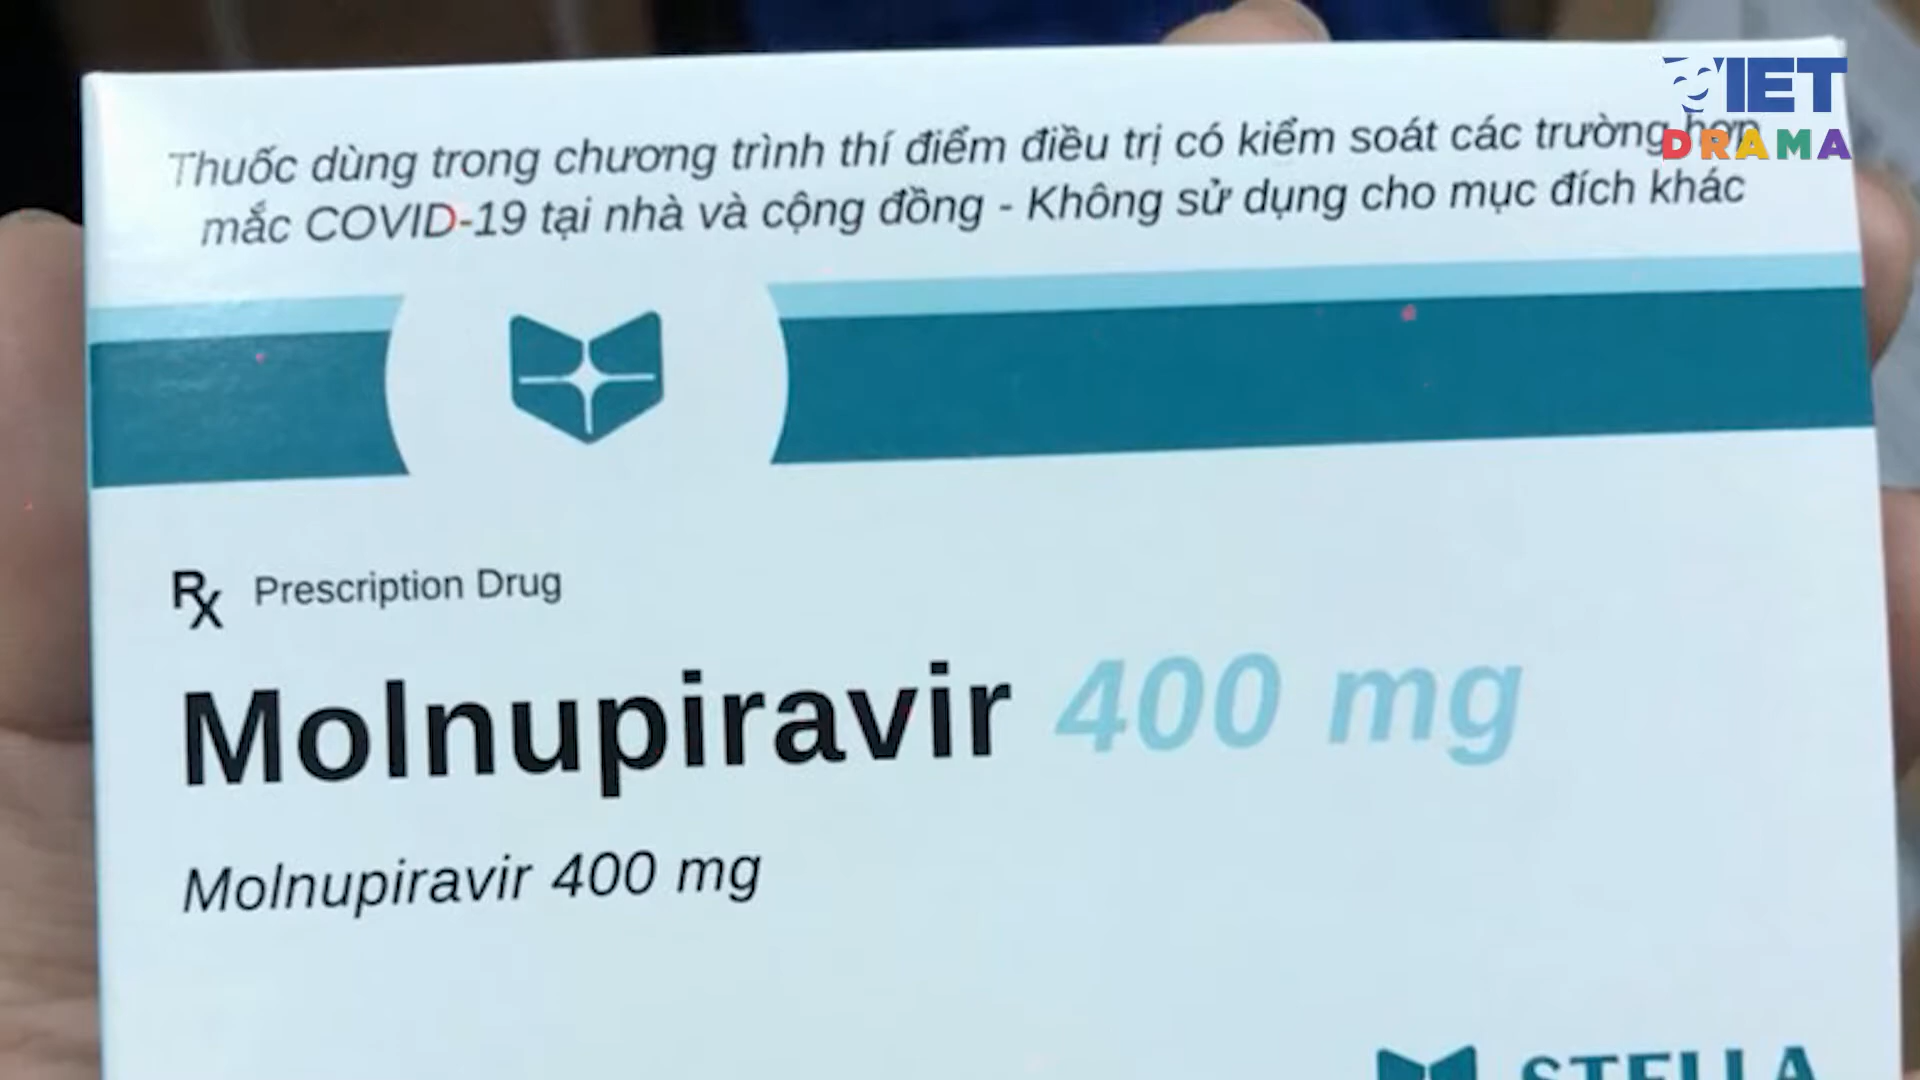 VIET
DRAMA
Thuốc dùng trong chương trình thí điểm điều trị có kiểm soát các trường hợp
mắc COVID-19 tại nhà và cộng đồng - Không sử dụng cho mục đích khác
Rx Prescription Drug
Molnupiravir 400 mg
Molnupiravir 400 mg
STELLA